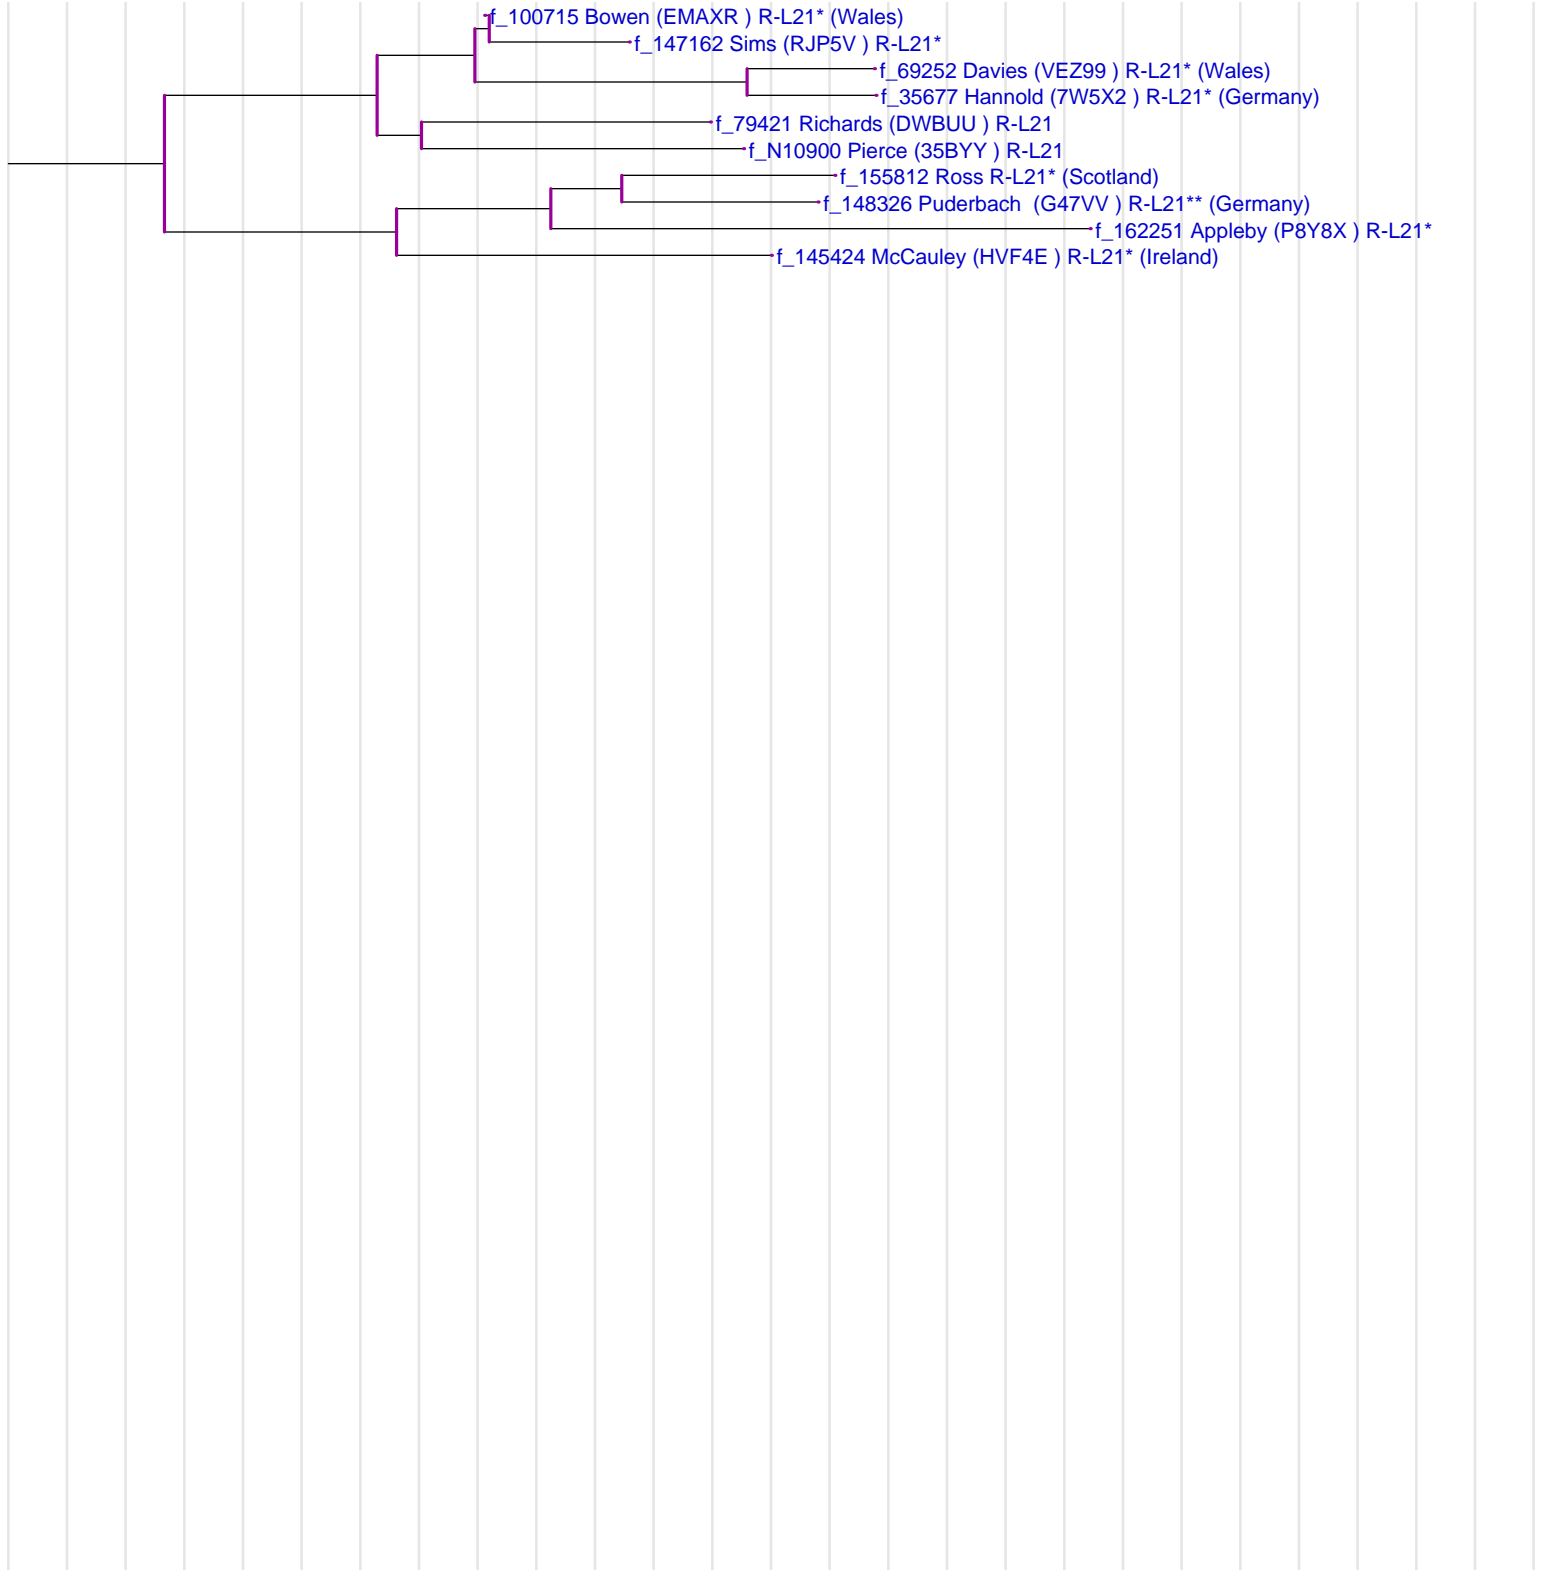 f_100715 Bowen (EMAXR ) R-L21* (Wales)
f_147162 Sims (RJP5V ) R-L21*
f_69252 Davies (VEZ99 ) R-L21* (Wales)
f_35677 Hannold (7W5X2 ) R-L21* (Germany)
f_79421 Richards (DWBUU ) R-L21
f_N10900 Pierce (35BYY ) R-L21
f_155812 Ross R-L21* (Scotland)
f_148326 Puderbach  (G47VV ) R-L21** (Germany)
f_162251 Appleby (P8Y8X ) R-L21*
f_145424 McCauley (HVF4E ) R-L21* (Ireland)